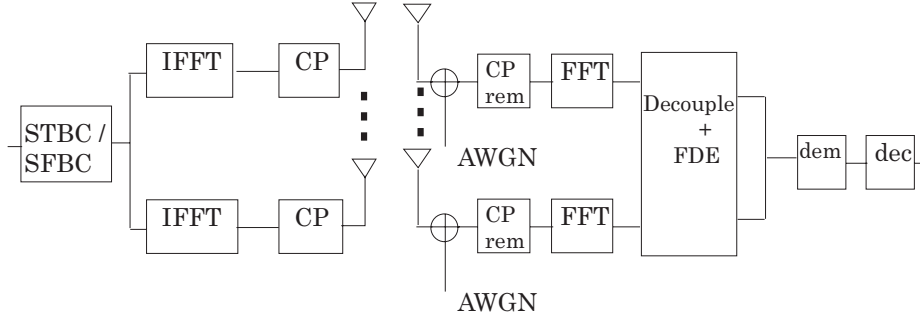 STBC /
SFBC
IFFT
CP
IFFT
CP
AWGN
CP
rem
FFT
AWGN
CP
rem
FFT
Decouple
+
FDE
dem
dec